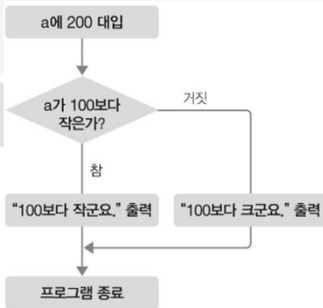 a에 200 대입
a가 100보다
작은가?
거짓
참
“100보다 작군요.” 출력
“100보다 크군요.” 출력
프로그램 종료